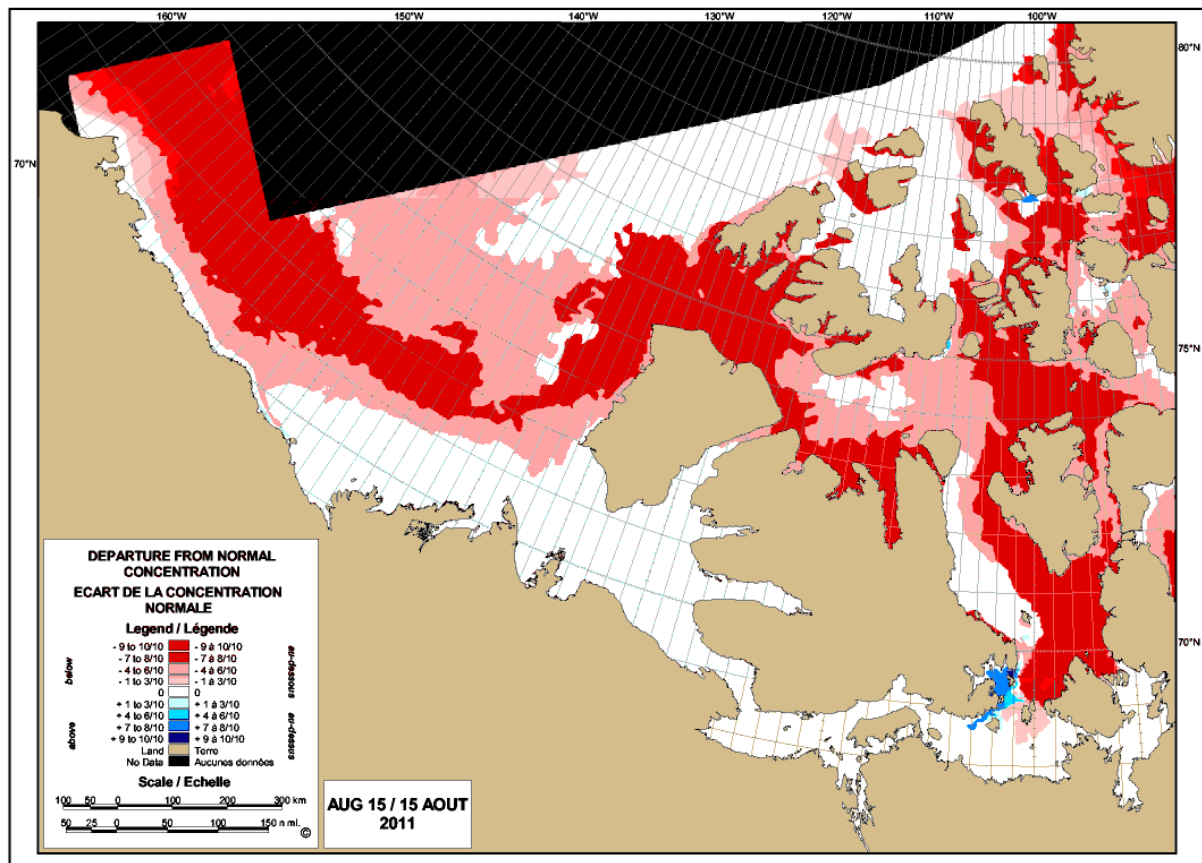 160°W 150°W 140°W 130°W 120°W 110°W 100°W
80°N
70°N
75°N
70°N
DEPARTURE FROM NORMAL
CONCENTRATION
ECART DE LA CONCENTRATION
NORMALE
Legend / Légende
below
above
- 9 to 10/10 - 9 à 10/10
- 7 to 8/10 - 7 à 8/10
- 4 to 6/10 - 4 à 6/10
- 1 to 3/10 - 1 à 3/10
0 0
+ 1 to 3/10 + 1 à 3/10
+ 4 to 6/10 + 4 à 6/10
+ 7 to 8/10 + 7 à 8/10
+ 9 to 10/10 + 9 à 10/10
Land Terre
No Data Aucunes données
au-dessous
au-dessus
Scale / Echelle
100 50 0 100 200 300 km
50 25 0 50 100 150 n mi.
©
AUG 15 / 15 AOUT
2011